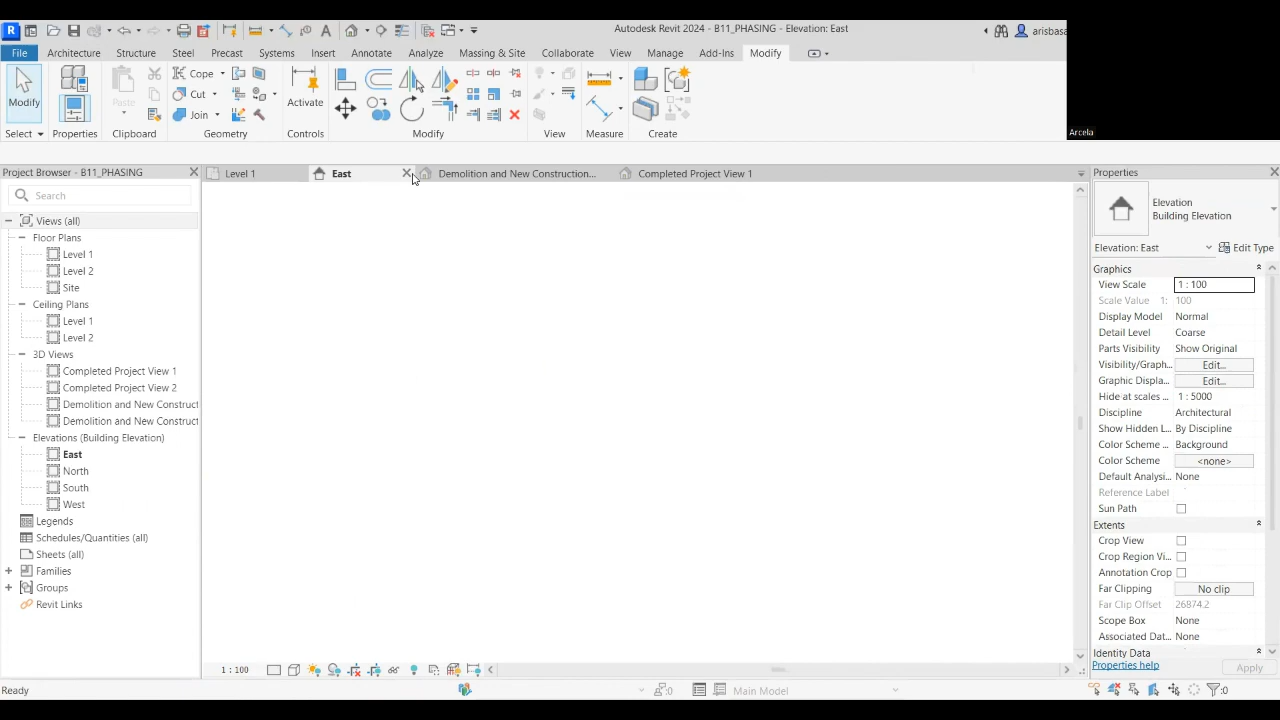 Autodesk Revit 2024 - B11_PHASING - Elevation: East
arisbasa
Arcela
File Architecture Structure Steel Precast Systems Insert Annotate Analyze Massing & Site Collaborate View Manage Add-Ins Modify
Modify
Paste
Cope
Cut
Join
Activate
Select Properties Clipboard Geometry Controls Modify View Measure Create
Project Browser - B11_PHASING
Search
Views (all)
Floor Plans
Level 1
Level 2
Site
Ceiling Plans
Level 1
Level 2
3D Views
Completed Project View 1
Completed Project View 2
Demolition and New Construct
Demolition and New Construct
Elevations (Building Elevation)
East
North
South
West
Legends
Schedules/Quantities (all)
Sheets (all)
Families
Groups
Revit Links
Level 1 East Demolition and New Construction... Completed Project View 1
1 : 100
Properties
Elevation
Building Elevation
Elevation: East Edit Type
Graphics
View Scale 1 : 100
Scale Value 1: 100
Display Model Normal
Detail Level Coarse
Parts Visibility Show Original
Visibility/Graph... Edit...
Graphic Displa... Edit...
Hide at scales ... 1 : 5000
Discipline Architectural
Show Hidden L... By Discipline
Color Scheme ... Background
Color Scheme <none>
Default Analysi... None
Reference Label
Sun Path
Extents
Crop View
Crop Region Vi...
Annotation Crop
Far Clipping No clip
Far Clip Offset 26874.2
Scope Box None
Associated Dat... None
Identity Data
Properties help Apply
Ready
:0
Main Model
:0